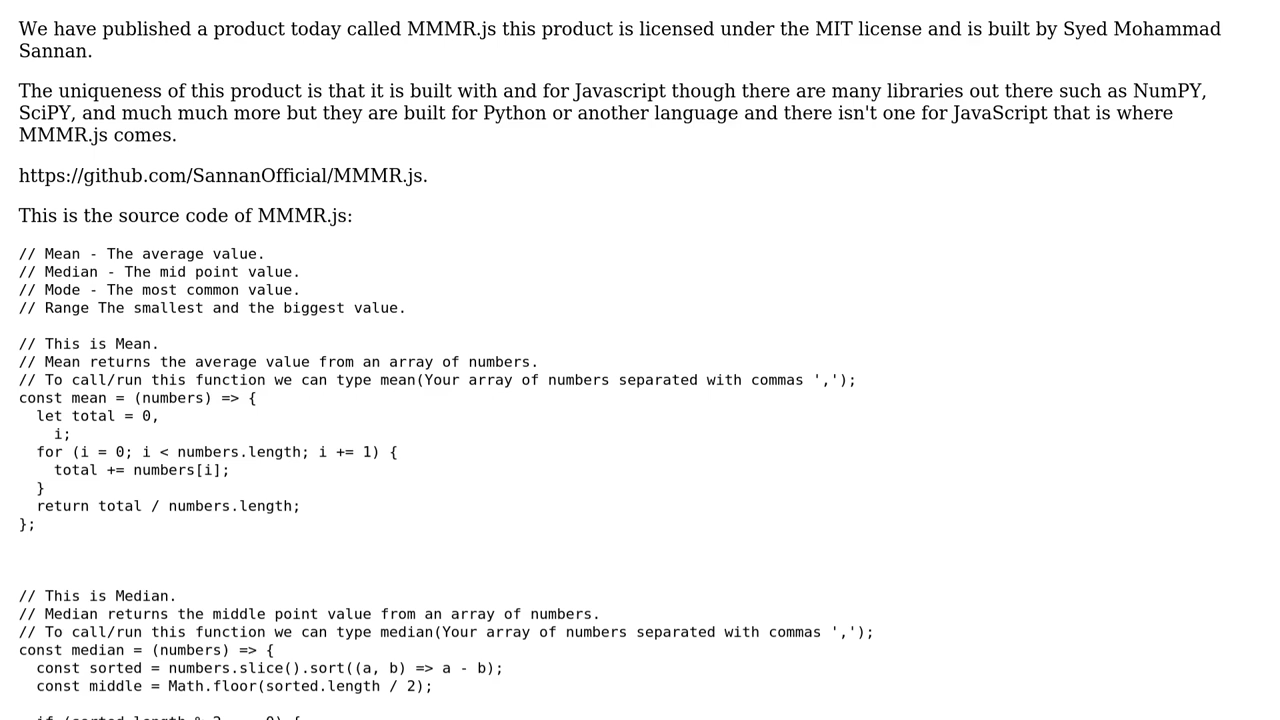 We have published a product today called MMMR.js this product is licensed under the MIT license and is built by Syed Mohammad
Sannan.
The uniqueness of this product is that it is built with and for Javascript though there are many libraries out there such as NumPY,
SciPY, and much much more but they are built for Python or another language and there isn't one for JavaScript that is where
MMMR.js comes.
https://github.com/SannanOfficial/MMMR.js.
This is the source code of MMMR.js:
// Mean - The average value.
// Median - The mid point value.
// Mode - The most common value.
// Range The smallest and the biggest value.
// This is Mean.
// Mean returns the average value from an array of numbers.
// To call/run this function we can type mean(Your array of numbers separated with commas ',');
const mean = (numbers) => {
  let total = 0,
    i;
  for (i = 0; i < numbers.length; i += 1) {
    total += numbers[i];
  }
  return total / numbers.length;
};
// This is Median.
// Median returns the middle point value from an array of numbers.
// To call/run this function we can type median(Your array of numbers separated with commas ',');
const median = (numbers) => {
  const sorted = numbers.slice().sort((a, b) => a - b);
  const middle = Math.floor(sorted.length / 2);
  if (sorted.length % 2